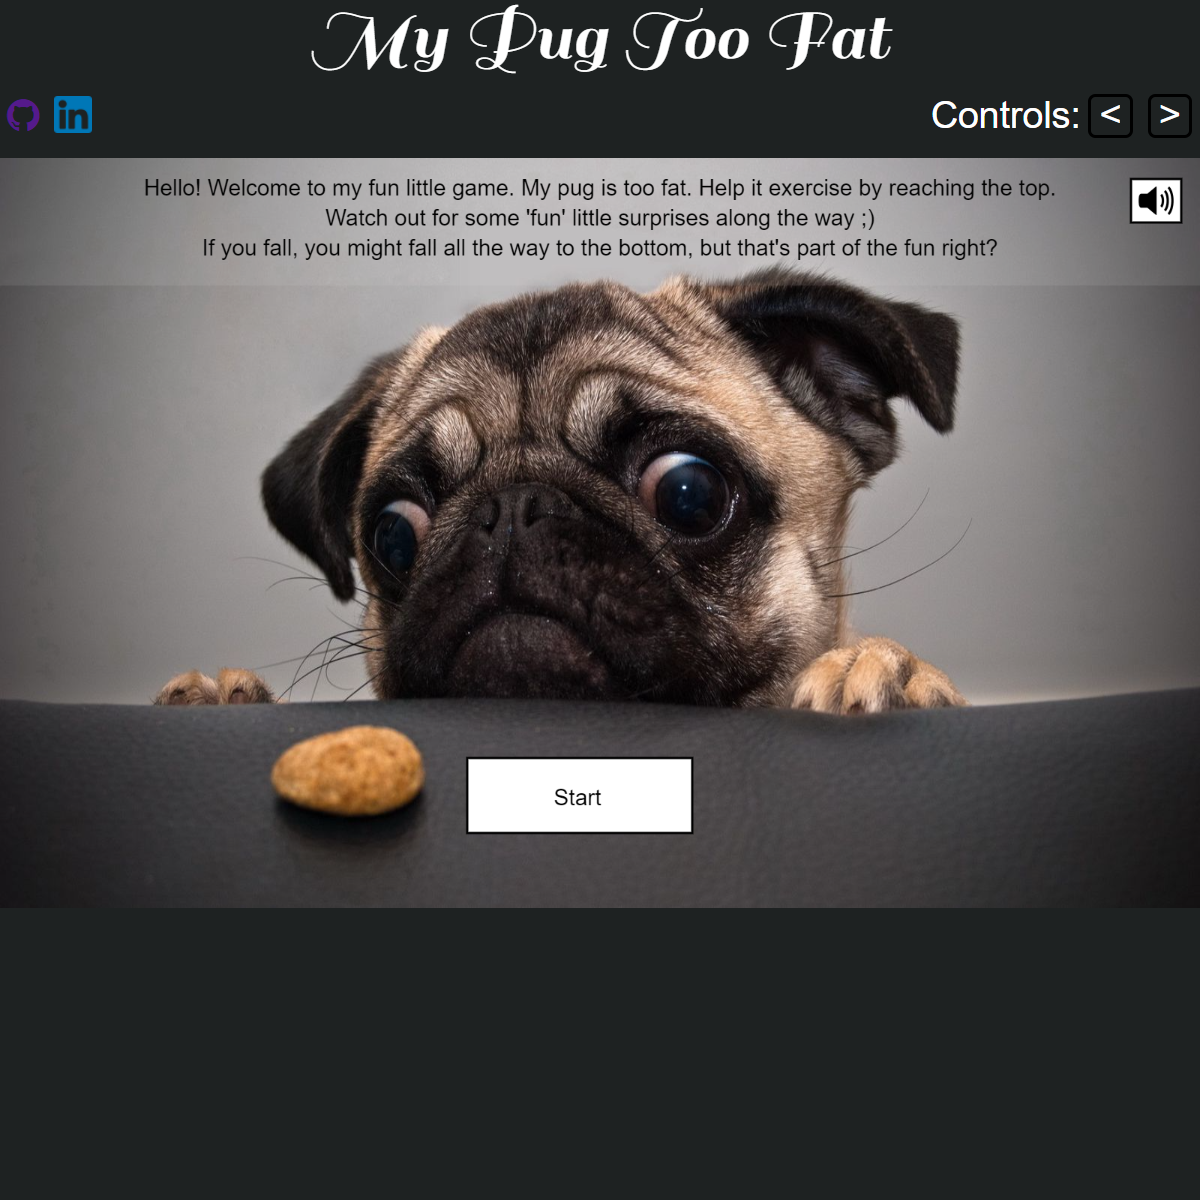 My Pug Too Fat
in
Controls: < >
Hello! Welcome to my fun little game. My pug is too fat. Help it exercise by reaching the top.
Watch out for some 'fun' little surprises along the way ;)
If you fall, you might fall all the way to the bottom, but that's part of the fun right?
Start